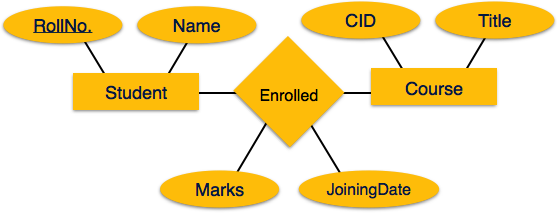 RollNo.
Name
CID
Title
Student
Enrolled
Course
Marks
JoiningDate